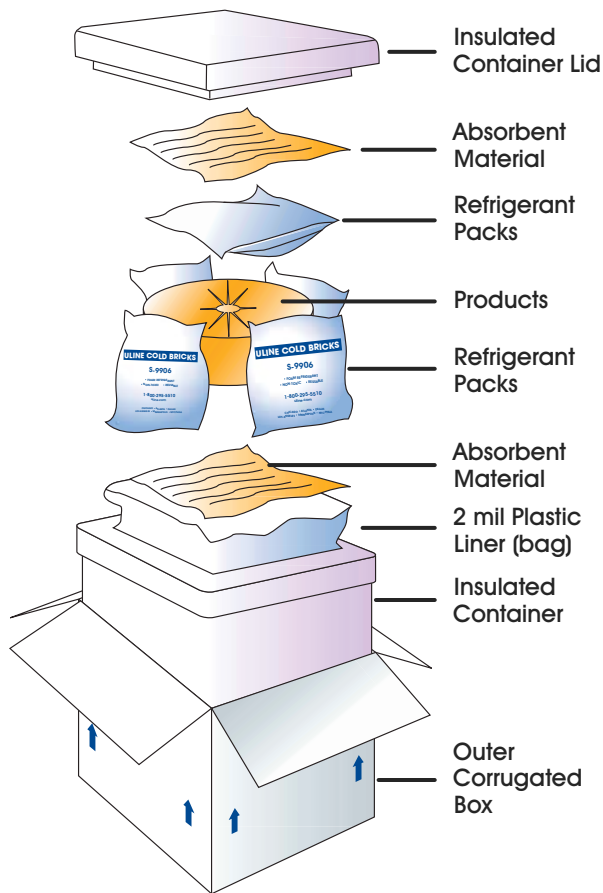 Insulated
Container Lid
Absorbent
Material
Refrigerant
Packs
Products
Refrigerant
Packs
ULINE COLD BRICKS
S-9906
ULINE COLD BRICKS
S-9906
Absorbent
Material
2 mil Plastic
Liner (bag)
Insulated
Container
Outer
Corrugated
Box